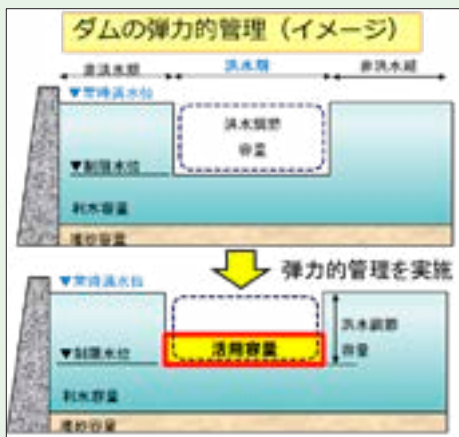 ダムの弾力的管理（イメージ）
非洪水期
洪水期
非洪水期
▼常時満水位
洪水調節
容量
▼制限水位
利水容量
堆砂容量
弾力的管理を実施
▼常時満水位
洪水調節
容量
活用容量
▼制限水位
利水容量
堆砂容量